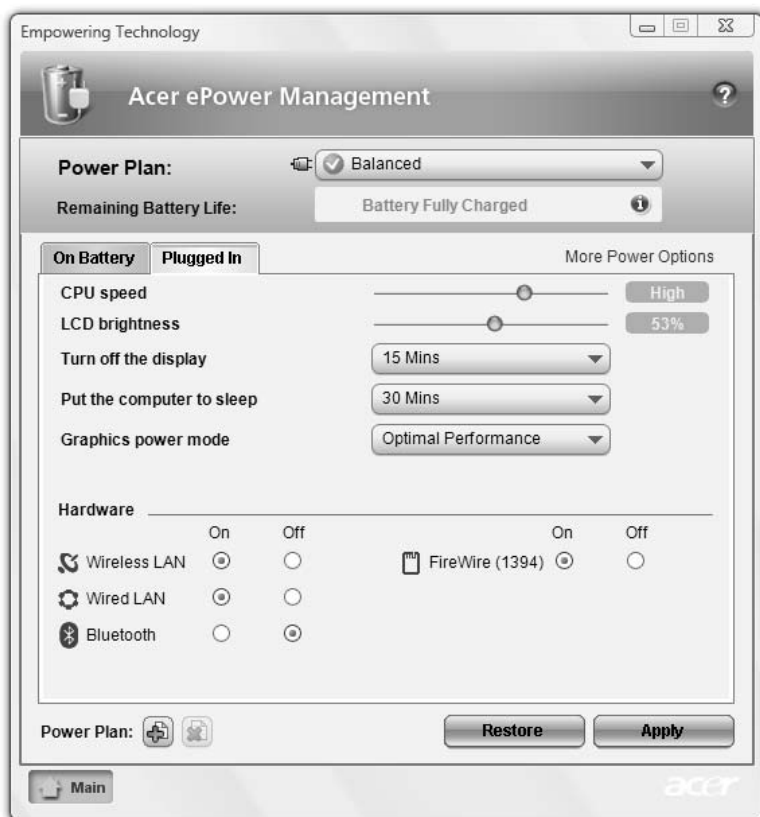 Empowering Technology
Acer ePower Management
?
Power Plan: Balanced
Remaining Battery Life: Battery Fully Charged
On Battery Plugged In More Power Options
CPU speed High
LCD brightness 53%
Turn off the display 15 Mins
Put the computer to sleep 30 Mins
Graphics power mode Optimal Performance
Hardware
On Off On Off
Wireless LAN FireWire (1394)
Wired LAN
Bluetooth
Power Plan: Restore Apply
Main acer